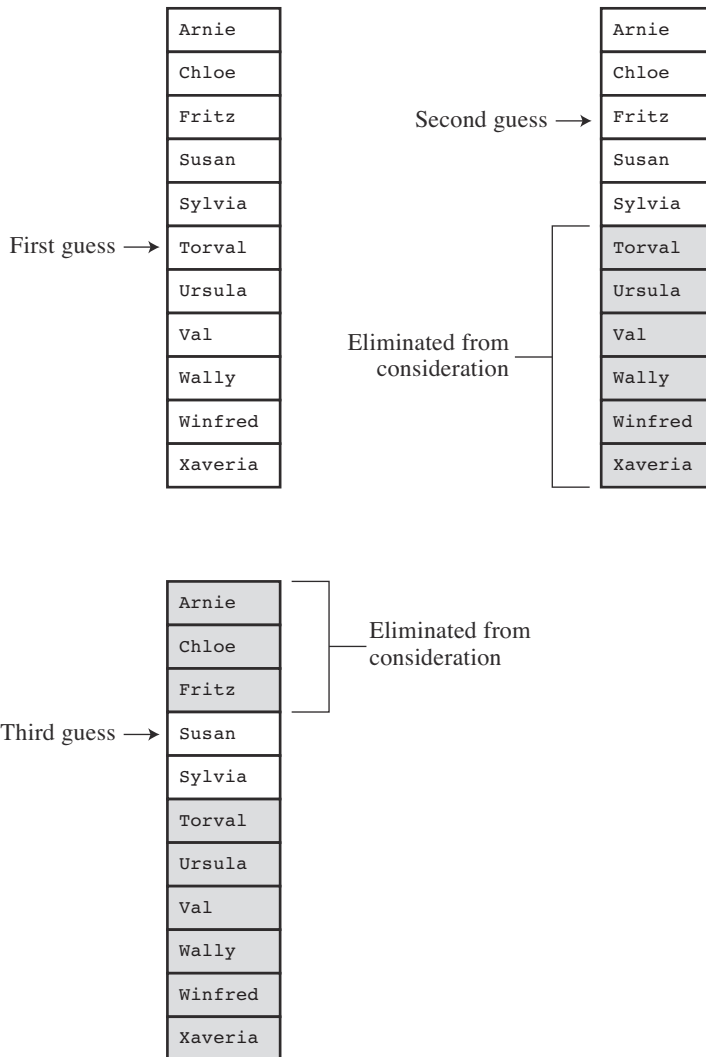 Arnie
Chloe
Fritz
Susan
Sylvia
First guess
Torval
Ursula
Val
Wally
Winfred
Xaveria
Arnie
Chloe
Second guess
Fritz
Susan
Sylvia
Torval
Ursula
Eliminated from
consideration
Val
Wally
Winfred
Xaveria
Arnie
Chloe
Fritz
Eliminated from
consideration
Third guess
Susan
Sylvia
Torval
Ursula
Val
Wally
Winfred
Xaveria